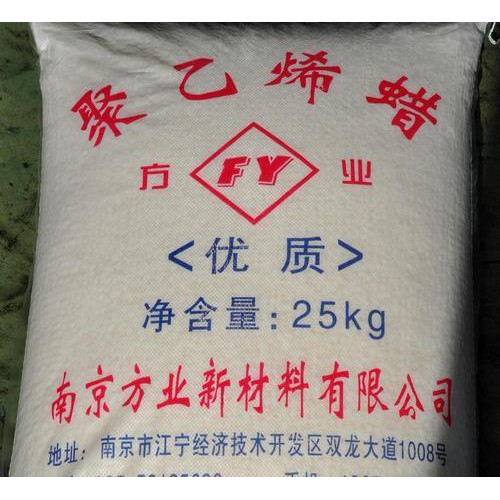 聚乙烯蜡
方 FY 业
<优质>
净含量:25kg
南京方业新材料有限公司
地址:南京市江宁经济技术开发区双龙大道1008号